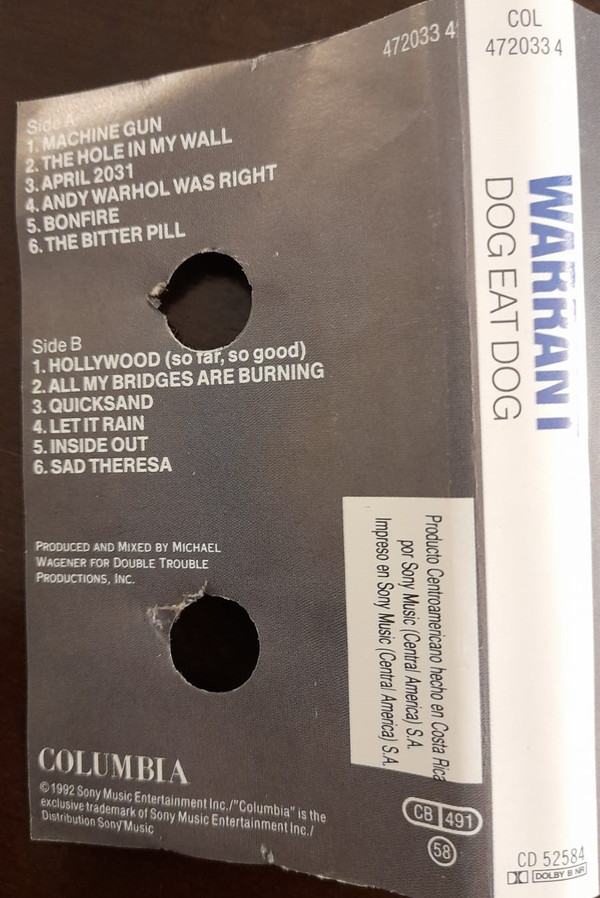 472033 4
Side A
1. MACHINE GUN
2. THE HOLE IN MY WALL
3. APRIL 2031
4. ANDY WARHOL WAS RIGHT
5. BONFIRE
6. THE BITTER PILL
Side B
1. HOLLYWOOD (so far, so good)
2. ALL MY BRIDGES ARE BURNING
3. QUICKSAND
4. LET IT RAIN
5. INSIDE OUT
6. SAD THERESA
PRODUCED AND MIXED BY MICHAEL
WAGENER FOR DOUBLE TROUBLE
PRODUCTIONS, INC.
COLUMBIA
©1992 Sony Music Entertainment Inc./"Columbia" is the
exclusive trademark of Sony Music Entertainment Inc./
Distribution Sony Music
Producto Centroamericano hecho en Costa Rica
por Sony Music (Central America) S.A.
Impreso en Sony Music (Central America) S.A.
CB 491
58
COL
472033 4
WARRANT
DOG EAT DOG
CD 52584
DOLBY B NR